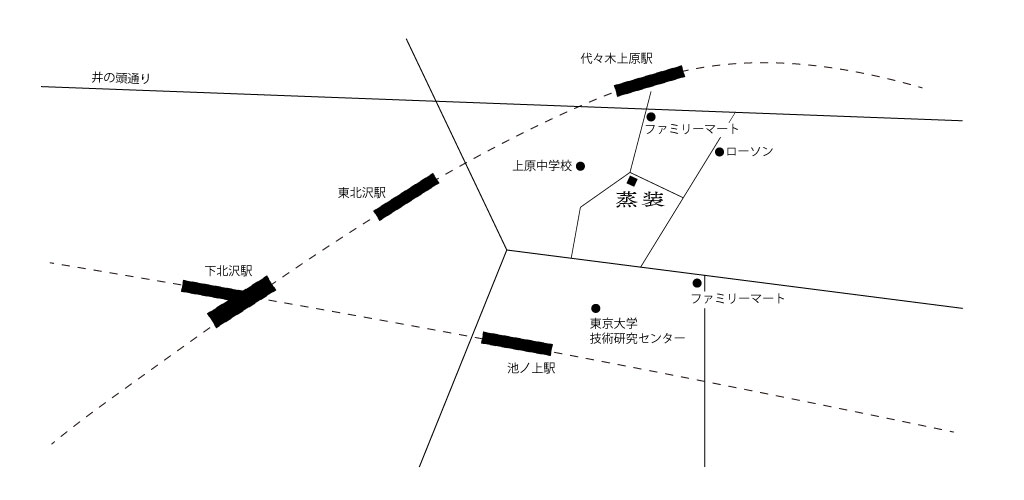 代々木上原駅
井の頭通り
ファミリーマート
ローソン
上原中学校
東北沢駅
蒸装
下北沢駅
ファミリーマート
東京大学
技術研究センター
池ノ上駅